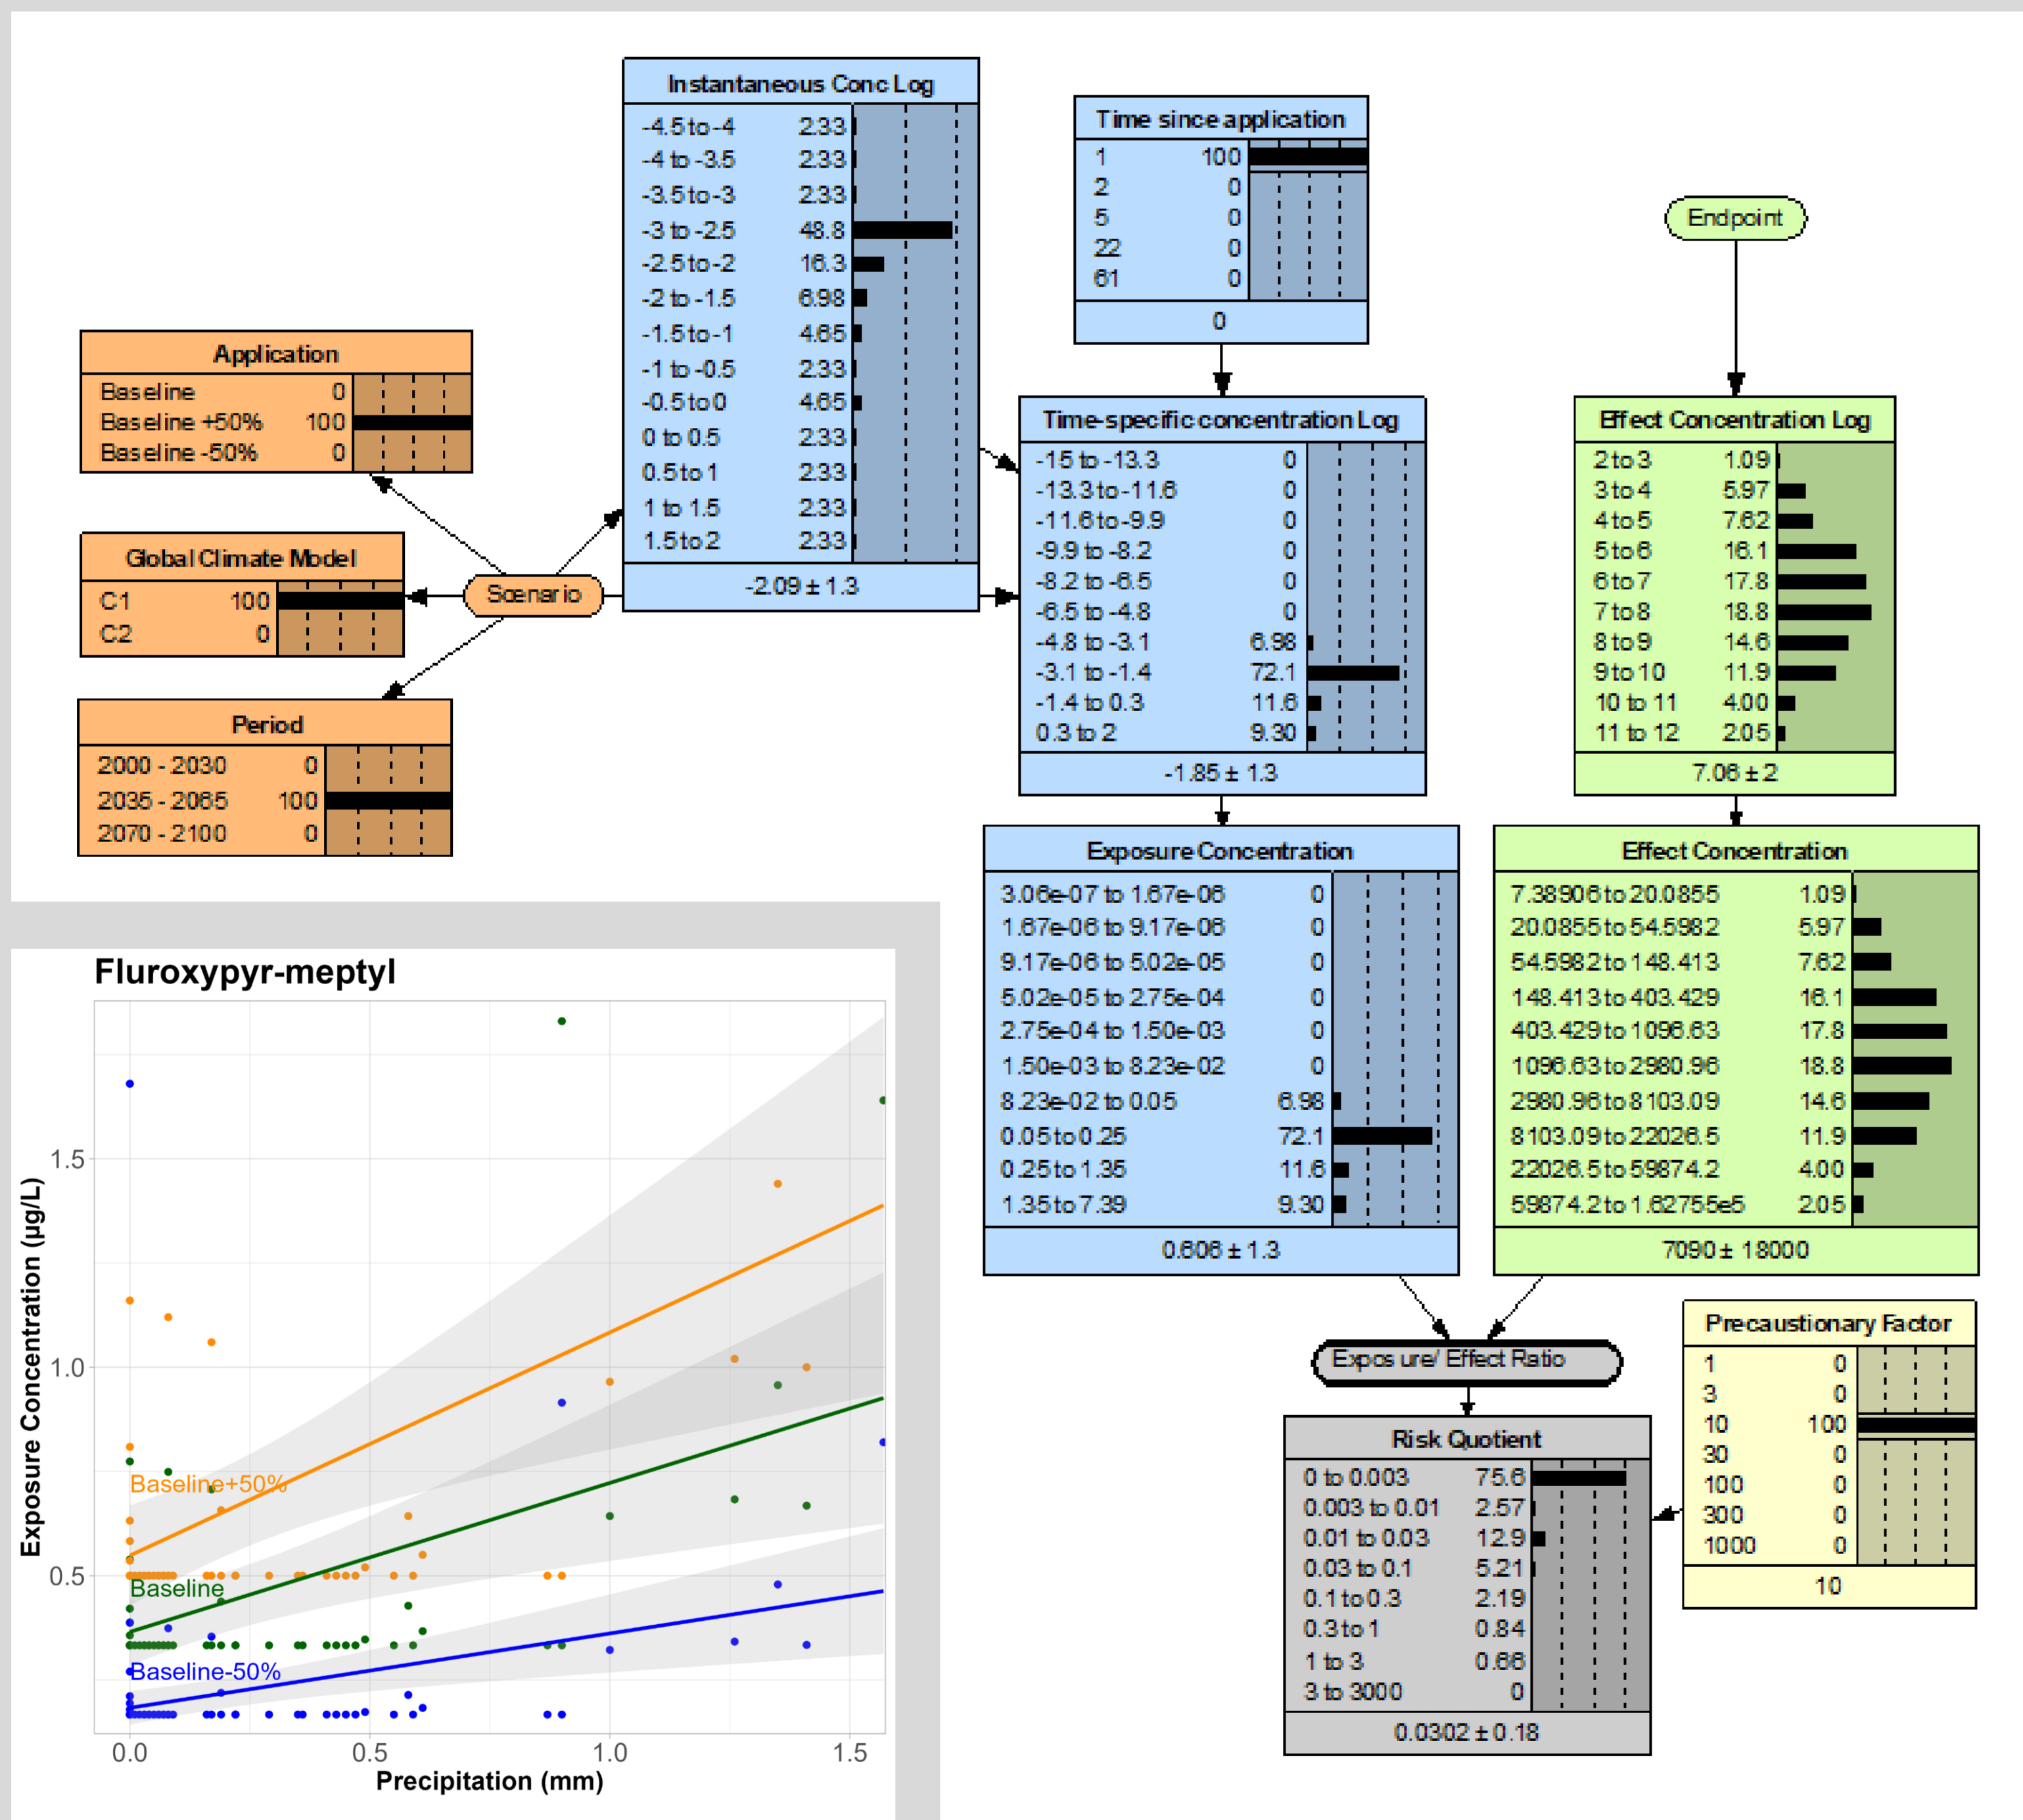 Instantaneous Conc Log
-4.5 to -4 2.33
-4 to -3.5 2.33
-3.5 to -3 2.33
-3 to -2.5 48.8
-2.5 to -2 16.3
-2 to -1.5 6.98
-1.5 to -1 4.65
-1 to -0.5 2.33
-0.5 to 0 4.65
0 to 0.5 2.33
0.5 to 1 2.33
1 to 1.5 2.33
1.5 to 2 2.33
-2.09 ± 1.3
Time since application
1 100
2 0
5 0
22 0
61 0
0
Endpoint
Application
Baseline 0
Baseline +50% 100
Baseline -50% 0
Global Climate Model
C1 100
C2 0
Scenario
Period
2000 - 2030 0
2035 - 2065 100
2070 - 2100 0
Time-specific concentration Log
-15 to -13.3 0
-13.3 to -11.6 0
-11.6 to -9.9 0
-9.9 to -8.2 0
-8.2 to -6.5 0
-6.5 to -4.8 0
-4.8 to -3.1 6.98
-3.1 to -1.4 72.1
-1.4 to 0.3 11.6
0.3 to 2 9.30
-1.85 ± 1.3
Effect Concentration Log
2 to 3 1.09
3 to 4 5.97
4 to 5 7.62
5 to 6 16.1
6 to 7 17.8
7 to 8 18.8
8 to 9 14.6
9 to 10 11.9
10 to 11 4.00
11 to 12 2.05
7.06 ± 2
Exposure Concentration
3.06e-07 to 1.67e-06 0
1.67e-06 to 9.17e-06 0
9.17e-06 to 5.02e-05 0
5.02e-05 to 2.75e-04 0
2.75e-04 to 1.50e-03 0
1.50e-03 to 8.23e-02 0
8.23e-02 to 0.05 6.98
0.05 to 0.25 72.1
0.25 to 1.35 11.6
1.35 to 7.39 9.30
0.606 ± 1.3
Effect Concentration
7.38906 to 20.0855 1.09
20.0855 to 54.5982 5.97
54.5982 to 148.413 7.62
148.413 to 403.429 16.1
403.429 to 1096.63 17.8
1096.63 to 2980.96 18.8
2980.96 to 8103.09 14.6
8103.09 to 22026.5 11.9
22026.5 to 59874.2 4.00
59874.2 to 1.62755e5 2.05
7090 ± 18000
Exposure/ Effect Ratio
Precaustionary Factor
1 0
3 0
10 100
30 0
100 0
300 0
1000 0
10
Risk Quotient
0 to 0.003 75.6
0.003 to 0.01 2.57
0.01 to 0.03 12.9
0.03 to 0.1 5.21
0.1 to 0.3 2.19
0.3 to 1 0.84
1 to 3 0.66
3 to 3000 0
0.0302 ± 0.18
Fluroxypyr-meptyl
Exposure Concentration (µg/L)
1.5
1.0
0.5
Baseline+50%
Baseline
Baseline-50%
0.0 0.5 1.0 1.5
Precipitation (mm)